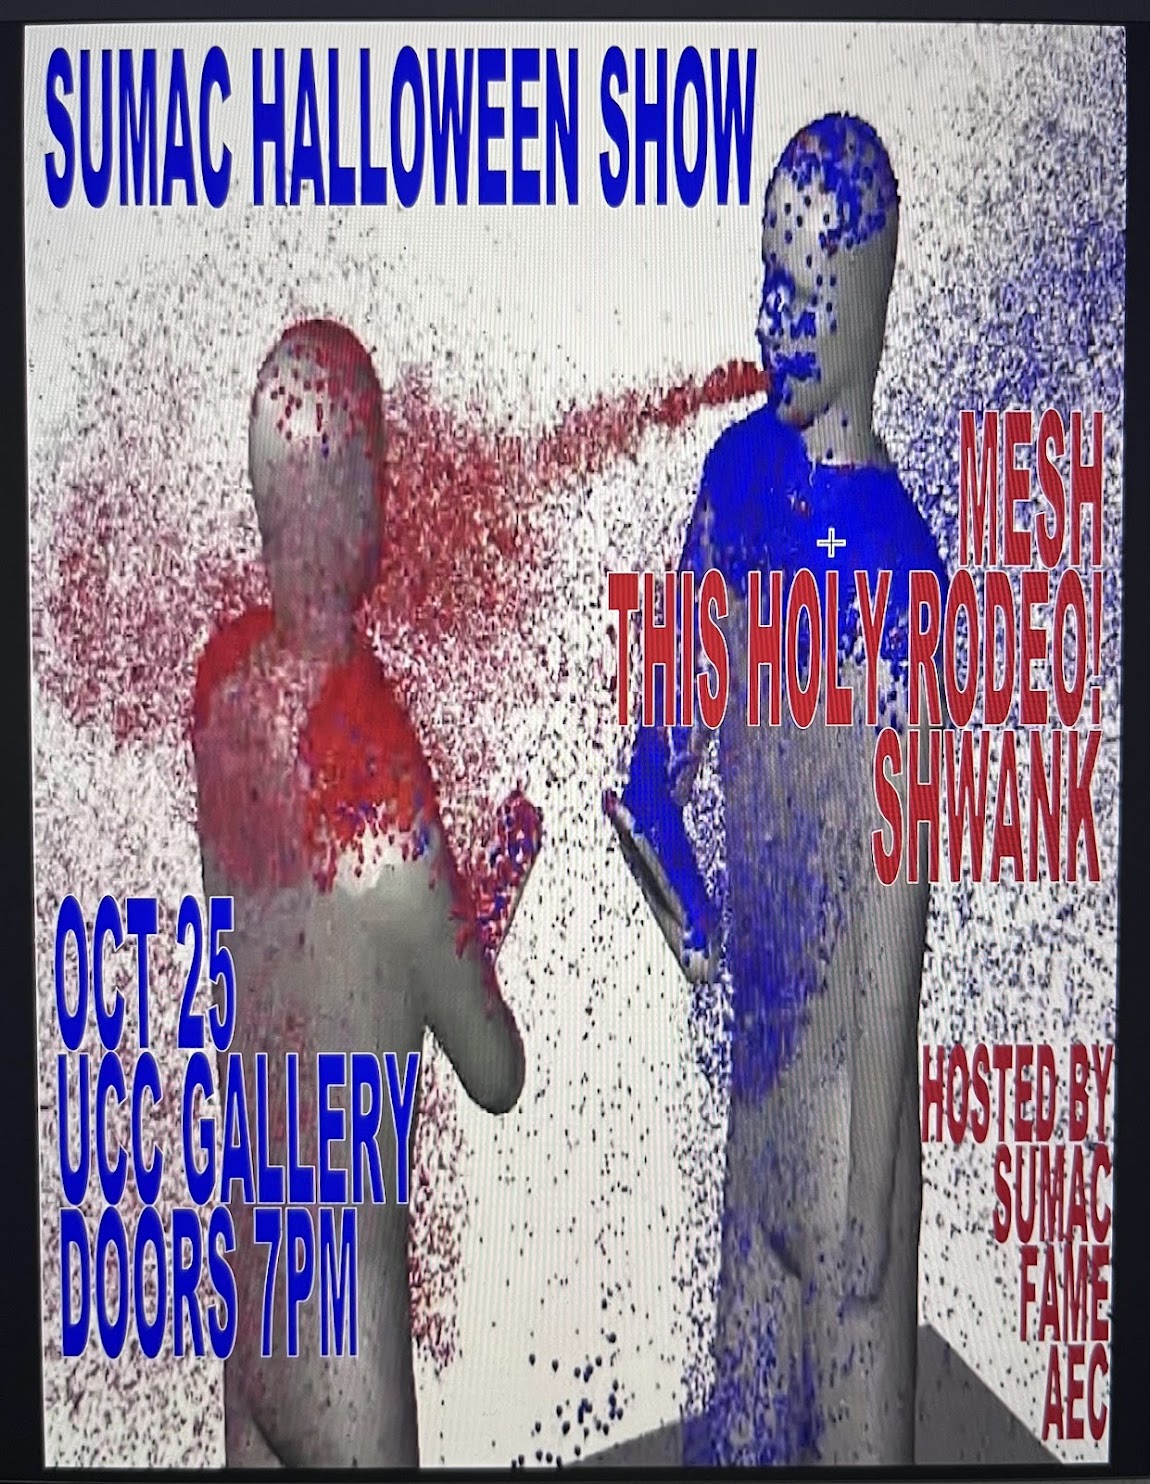 SUMAC HALLOWEEN SHOW
MESH
THIS HOLY RODEO!
SHWANK
OCT 25
UCC GALLERY
DOORS 7PM
HOSTED BY
SUMAC
FAME
AEC